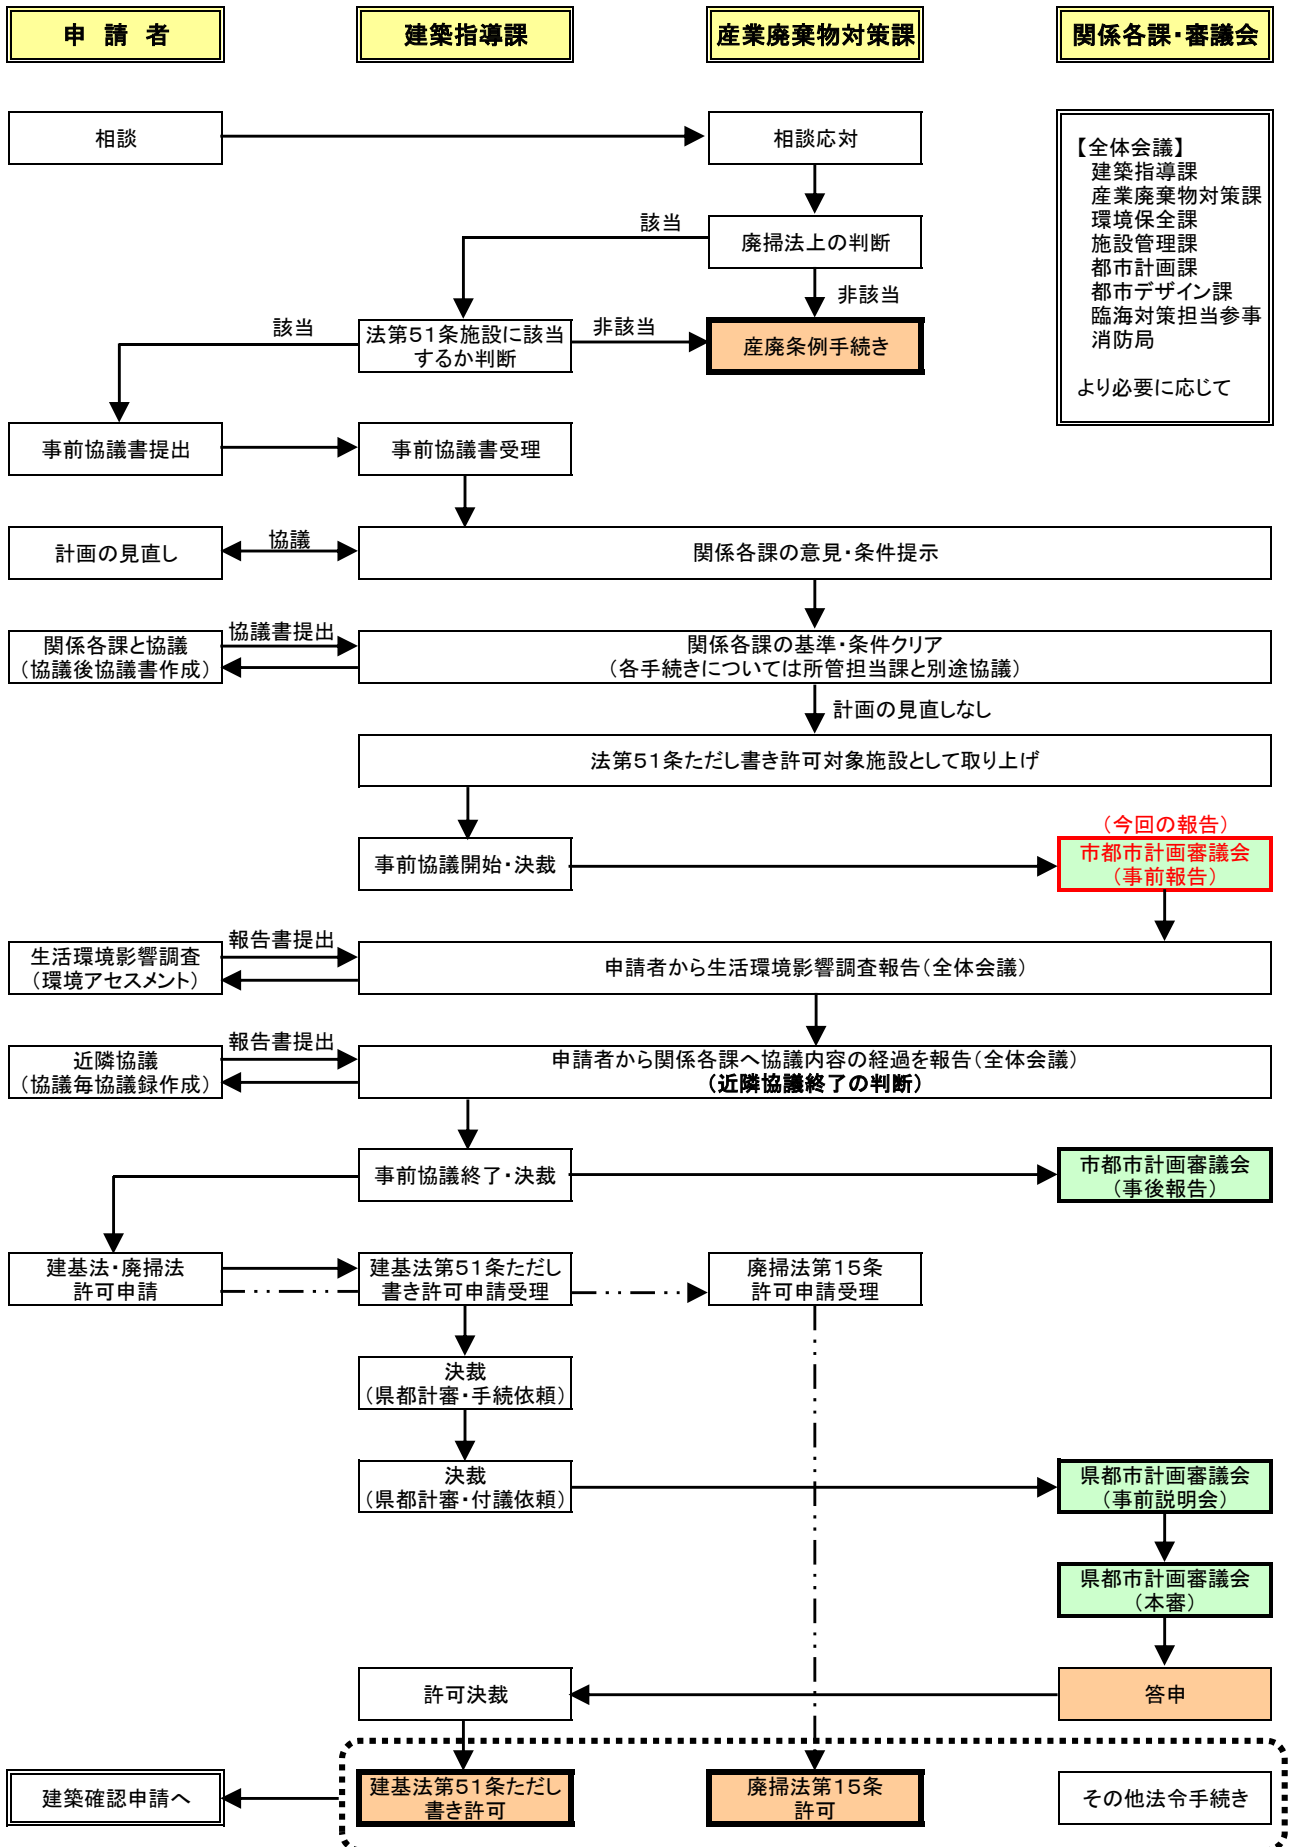 申 請 者
建築指導課
産業廃棄物対策課
関係各課・審議会
相談
相談応対
【全体会議】
建築指導課
産業廃棄物対策課
環境保全課
施設管理課
都市計画課
都市デザイン課
臨海対策担当参事
消防局
より必要に応じて
該当
廃掃法上の判断
非該当
該当
法第51条施設に該当
するか判断
非該当
産廃条例手続き
事前協議書提出
事前協議書受理
計画の見直し
協議
関係各課の意見・条件提示
関係各課と協議
（協議後協議書作成）
協議書提出
関係各課の基準・条件クリア
（各手続きについては所管担当課と別途協議）
計画の見直しなし
法第51条ただし書き許可対象施設として取り上げ
（今回の報告）
事前協議開始・決裁
市都市計画審議会
（事前報告）
生活環境影響調査
（環境アセスメント）
報告書提出
申請者から生活環境影響調査報告（全体会議）
近隣協議
（協議毎協議録作成）
報告書提出
申請者から関係各課へ協議内容の経過を報告（全体会議）
（近隣協議終了の判断）
事前協議終了・決裁
市都市計画審議会
（事後報告）
建基法・廃掃法
許可申請
建基法第51条ただし
書き許可申請受理
廃掃法第15条
許可申請受理
決裁
（県都計審・手続依頼）
決裁
（県都計審・付議依頼）
県都市計画審議会
（事前説明会）
県都市計画審議会
（本審）
許可決裁
答申
建築確認申請へ
建基法第51条ただし
書き許可
廃掃法第15条
許可
その他法令手続き